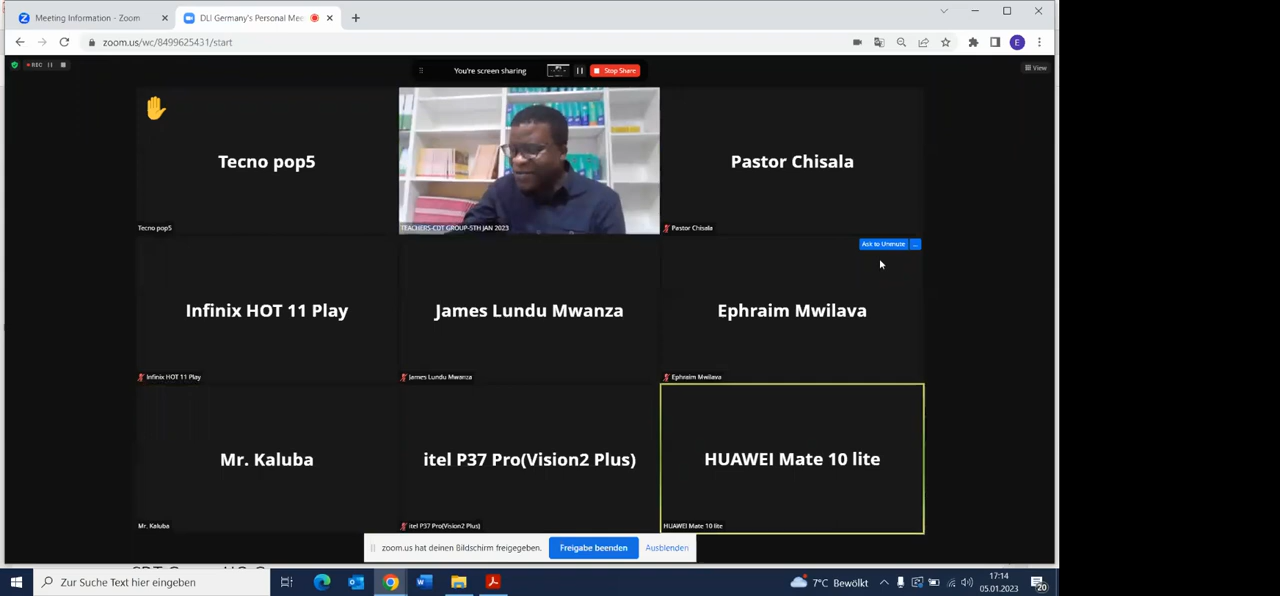 Meeting Information - Zoom
DLI Germany's Personal Mee
zoom.us/wc/8499625431/start
REC
You're screen sharing
Stop Share
View
Tecno pop5
Tecno pop5
TEACHERS-CDT GROUP-5TH JAN 2023
Pastor Chisala
Pastor Chisala
Ask to Unmute
...
Infinix HOT 11 Play
Infinix HOT 11 Play
James Lundu Mwanza
James Lundu Mwanza
Ephraim Mwilava
Ephraim Mwilava
Mr. Kaluba
Mr. Kaluba
itel P37 Pro(Vision2 Plus)
itel P37 Pro(Vision2 Plus)
HUAWEI Mate 10 lite
HUAWEI Mate 10 lite
zoom.us hat deinen Bildschirm freigegeben.
Freigabe beenden
Ausblenden
Zur Suche Text hier eingeben
7°C Bewölkt
17:14
05.01.2023
20
E